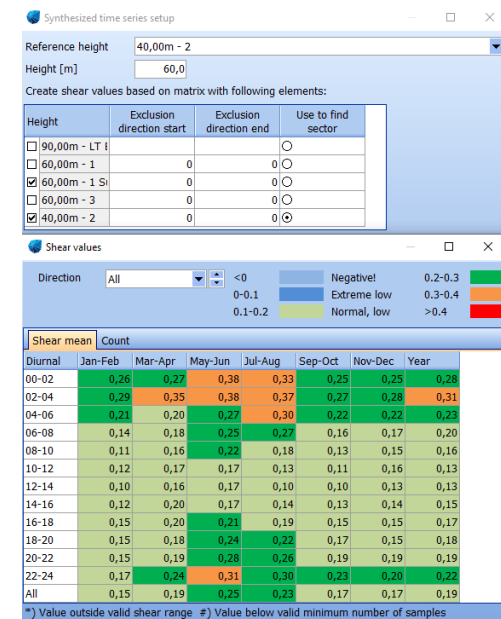 Synthesized time series setup
Reference height 40,00m - 2
Height [m] 60,0
Create shear values based on matrix with following elements:
Height Exclusion direction start Exclusion direction end Use to find sector
90,00m - LT
60,00m - 1 0 0
60,00m - 1 Su 0 0
60,00m - 3 0 0
40,00m - 2 0 0
Shear values
Direction All <0 Negative! 0.2-0.3
0-0.1 Extreme low 0.3-0.4
0.1-0.2 Normal, low >0.4
Shear mean Count
Diurnal Jan-Feb Mar-Apr May-Jun Jul-Aug Sep-Oct Nov-Dec Year
00-02 0,26 0,27 0,38 0,33 0,25 0,25 0,28
02-04 0,29 0,35 0,38 0,37 0,27 0,28 0,31
04-06 0,21 0,20 0,27 0,30 0,22 0,22 0,23
06-08 0,14 0,18 0,25 0,27 0,16 0,17 0,20
08-10 0,11 0,16 0,22 0,18 0,13 0,15 0,16
10-12 0,12 0,17 0,17 0,13 0,11 0,16 0,13
12-14 0,10 0,16 0,17 0,10 0,10 0,13 0,13
14-16 0,12 0,20 0,17 0,14 0,13 0,14 0,15
16-18 0,15 0,20 0,21 0,19 0,15 0,15 0,17
18-20 0,15 0,18 0,24 0,22 0,17 0,15 0,18
20-22 0,15 0,19 0,28 0,26 0,19 0,19 0,19
22-24 0,17 0,24 0,31 0,30 0,23 0,20 0,22
All 0,15 0,19 0,25 0,23 0,17 0,17 0,19
*) Value outside valid shear range #) Value below valid minimum number of samples